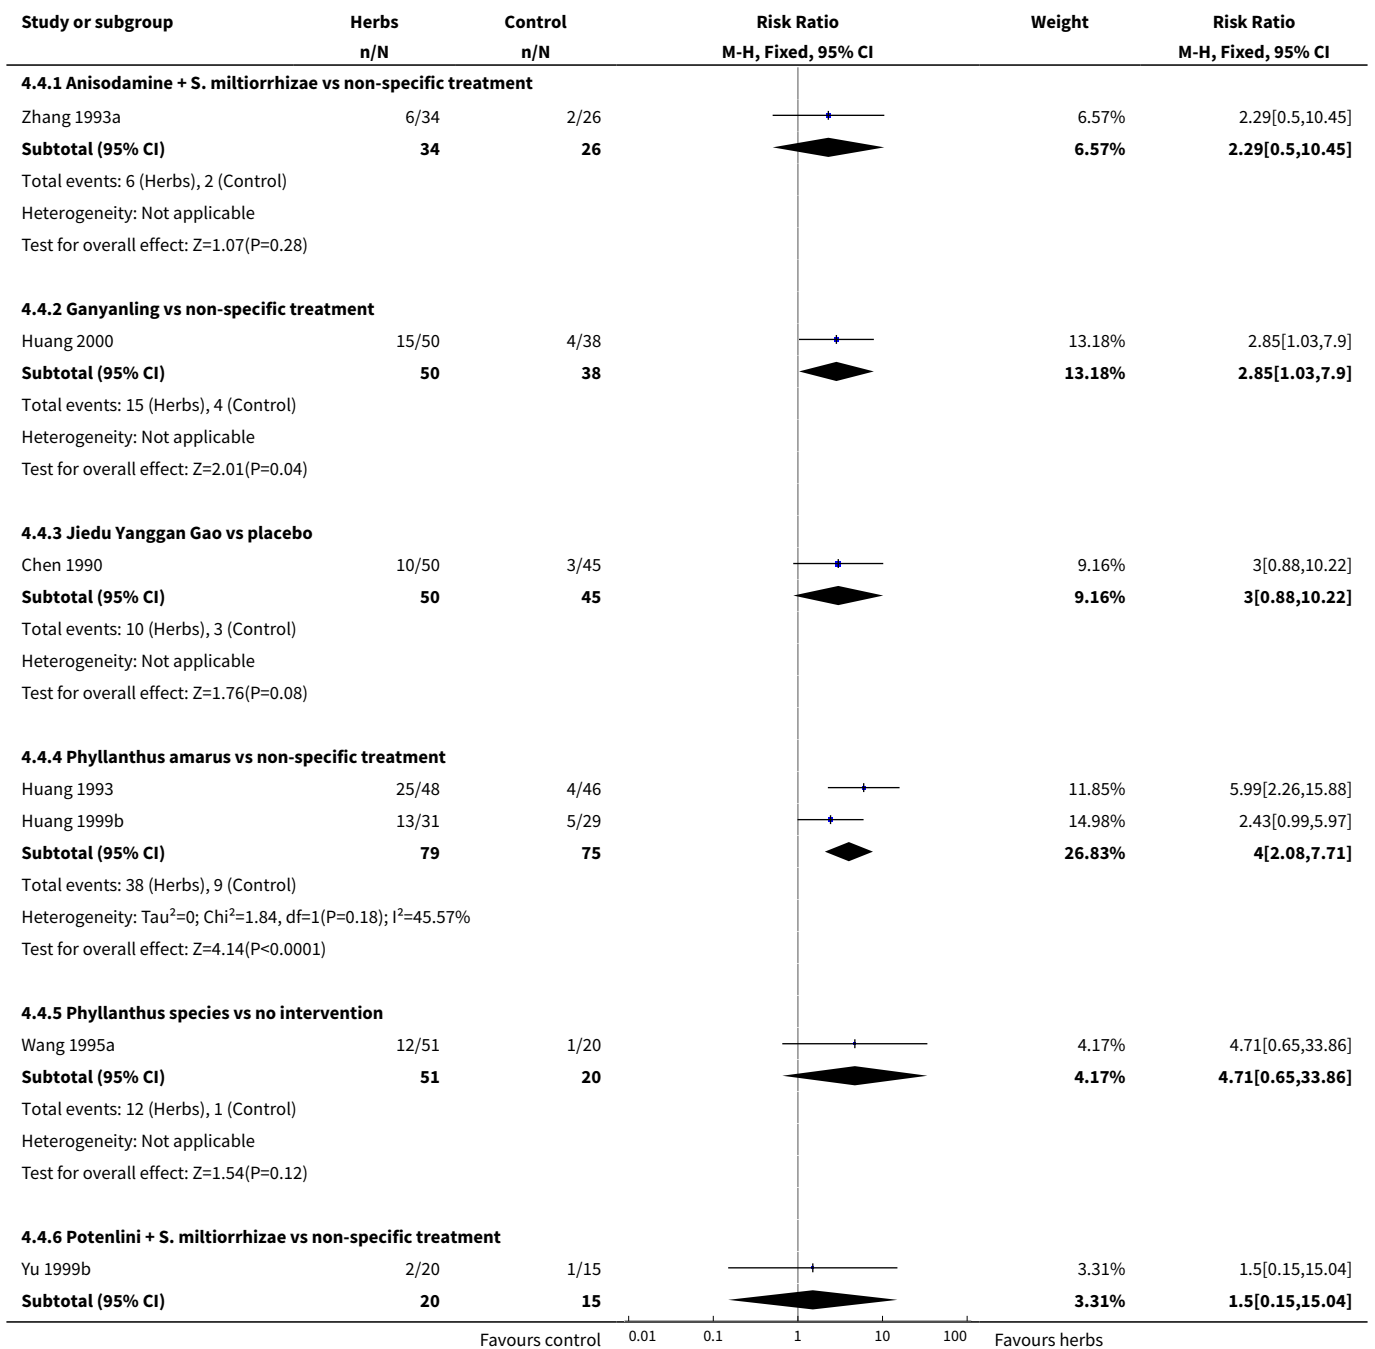 Study or subgroup Herbs Control Risk Ratio Weight Risk Ratio
n/N n/N M-H, Fixed, 95% CI M-H, Fixed, 95% CI
4.4.1 Anisodamine + S. miltiorrhizae vs non-specific treatment
Zhang 1993a 6/34 2/26 6.57% 2.29[0.5,10.45]
Subtotal (95% CI) 34 26 6.57% 2.29[0.5,10.45]
Total events: 6 (Herbs), 2 (Control)
Heterogeneity: Not applicable
Test for overall effect: Z=1.07(P=0.28)
4.4.2 Ganyanling vs non-specific treatment
Huang 2000 15/50 4/38 13.18% 2.85[1.03,7.9]
Subtotal (95% CI) 50 38 13.18% 2.85[1.03,7.9]
Total events: 15 (Herbs), 4 (Control)
Heterogeneity: Not applicable
Test for overall effect: Z=2.01(P=0.04)
4.4.3 Jiedu Yanggan Gao vs placebo
Chen 1990 10/50 3/45 9.16% 3[0.88,10.22]
Subtotal (95% CI) 50 45 9.16% 3[0.88,10.22]
Total events: 10 (Herbs), 3 (Control)
Heterogeneity: Not applicable
Test for overall effect: Z=1.76(P=0.08)
4.4.4 Phyllanthus amarus vs non-specific treatment
Huang 1993 25/48 4/46 11.85% 5.99[2.26,15.88]
Huang 1999b 13/31 5/29 14.98% 2.43[0.99,5.97]
Subtotal (95% CI) 79 75 26.83% 4[2.08,7.71]
Total events: 38 (Herbs), 9 (Control)
Heterogeneity: Tau²=0; Chi²=1.84, df=1(P=0.18); I²=45.57%
Test for overall effect: Z=4.14(P<0.0001)
4.4.5 Phyllanthus species vs no intervention
Wang 1995a 12/51 1/20 4.17% 4.71[0.65,33.86]
Subtotal (95% CI) 51 20 4.17% 4.71[0.65,33.86]
Total events: 12 (Herbs), 1 (Control)
Heterogeneity: Not applicable
Test for overall effect: Z=1.54(P=0.12)
4.4.6 Potenlini + S. miltiorrhizae vs non-specific treatment
Yu 1999b 2/20 1/15 3.31% 1.5[0.15,15.04]
Subtotal (95% CI) 20 15 3.31% 1.5[0.15,15.04]
Favours control 0.01 0.1 1 10 100 Favours herbs